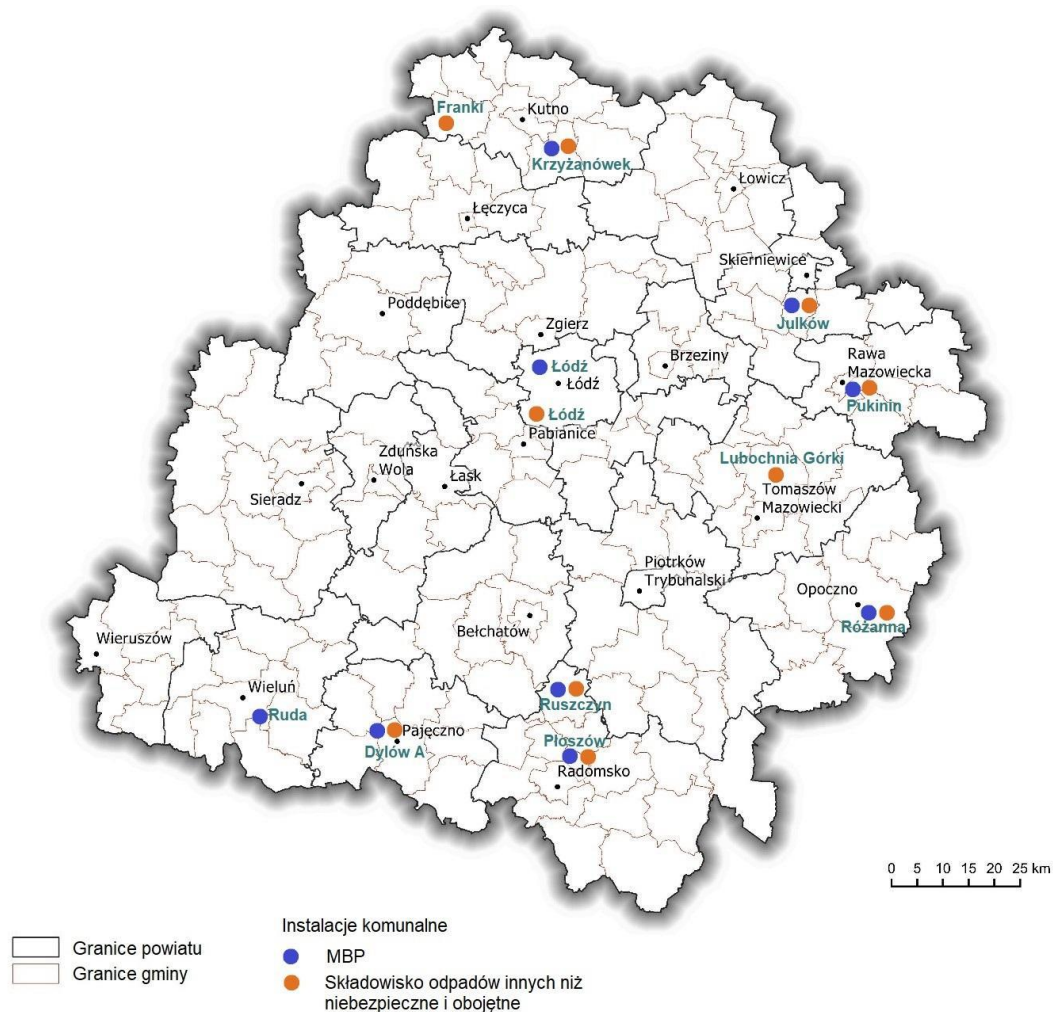 Franki
Kutno
Krzyżanówek
Łowicz
Łęczyca
Skierniewice
Julków
Poddębice
Zgierz
Łódź
Łódź
Brzeziny
Rawa
Mazowiecka
Pukinin
Łódź
Pabianice
Zduńska
Wola
Łask
Sieradz
Lubochnia Górki
Tomaszów
Mazowiecki
Piotrków
Trybunalski
Opoczno
Różanna
Bełchatów
Wieruszów
Wieluń
Ruda
Ruszczyn
Pajęczno
Dylów A
Płoszów
Radomsko
0 5 10 15 20 25 km
Instalacje komunalne
Granice powiatu
Granice gminy
MBP
Składowisko odpadów innych niż
niebezpieczne i obojętne